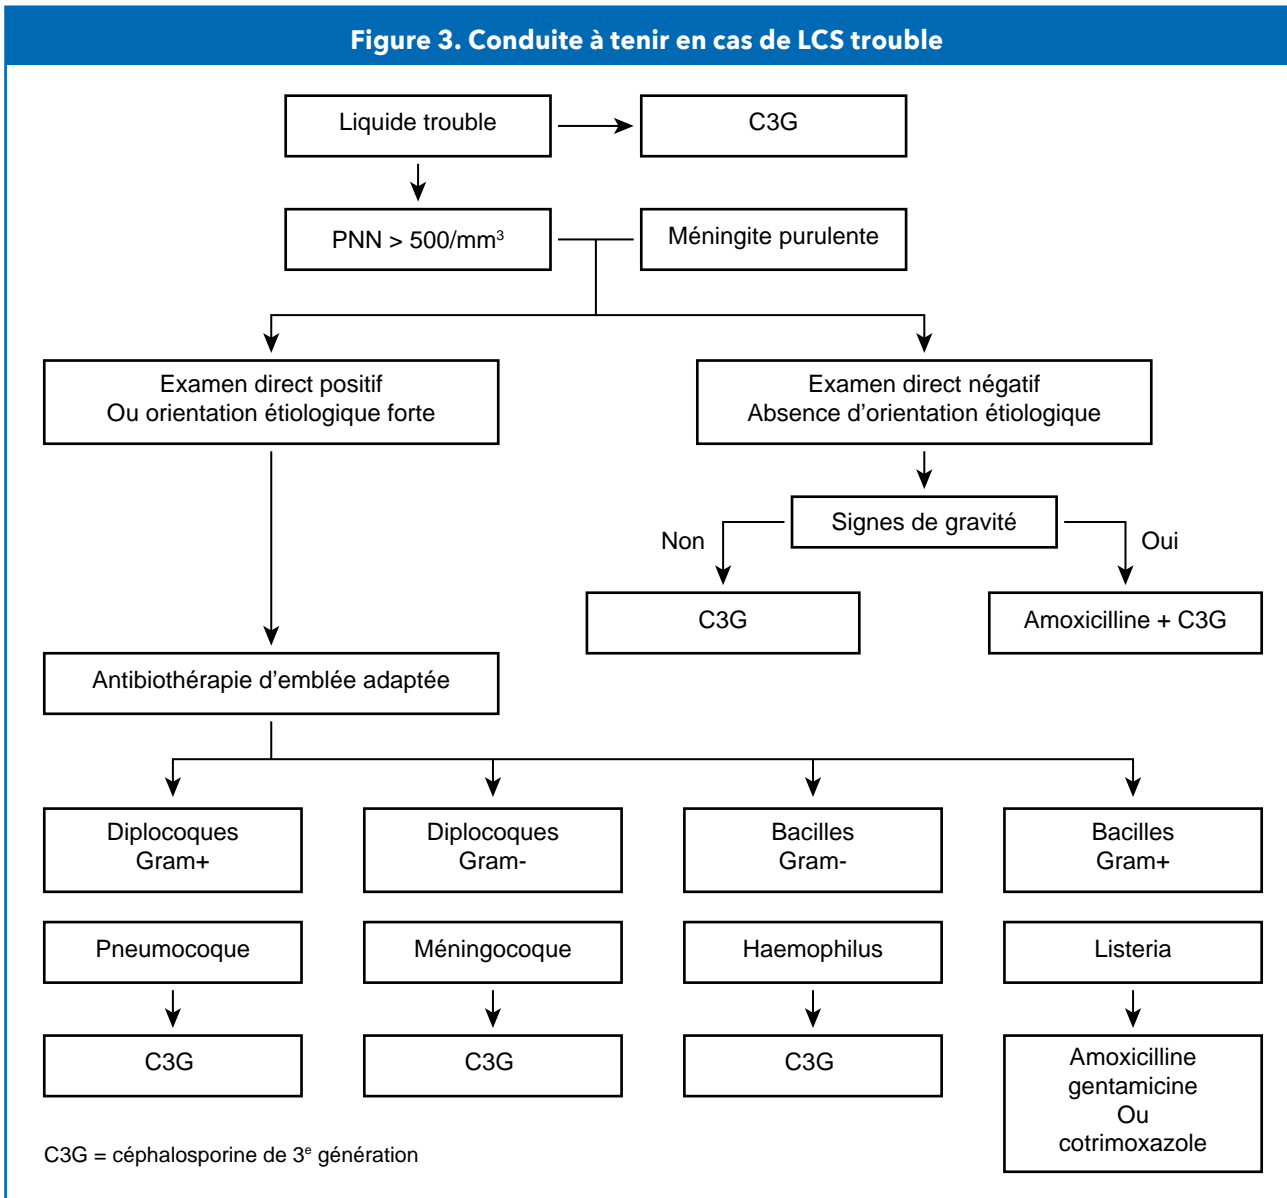 Figure 3. Conduite à tenir en cas de LCS trouble
Liquide trouble
C3G
PNN > 500/mm³
Méningite purulente
Examen direct positif
Ou orientation étiologique forte
Examen direct négatif
Absence d'orientation étiologique
Signes de gravité
Non
Oui
C3G
Amoxicilline + C3G
Antibiothérapie d'emblée adaptée
Diplocoques
Gram+
Diplocoques
Gram-
Bacilles
Gram-
Bacilles
Gram+
Pneumocoque
Méningocoque
Haemophilus
Listeria
C3G
C3G
C3G
Amoxicilline
gentamicine
Ou
cotrimoxazole
C3G = céphalosporine de 3ᵉ génération